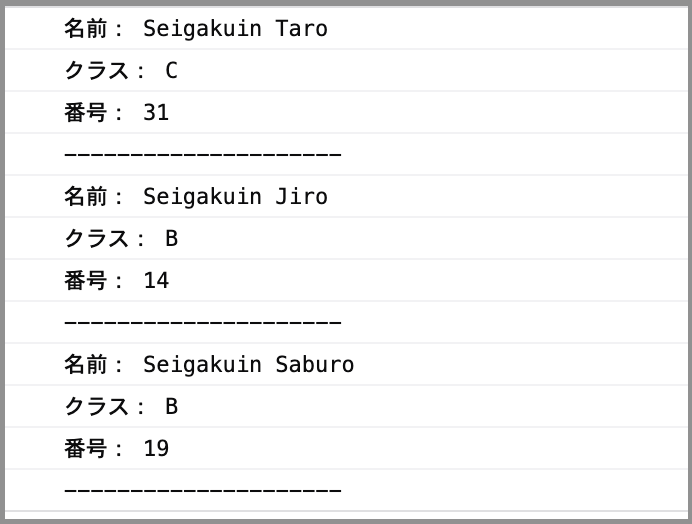 名前： Seigakuin Taro
クラス： C
番号： 31
---------------------
名前： Seigakuin Jiro
クラス： B
番号： 14
---------------------
名前： Seigakuin Saburo
クラス： B
番号： 19
---------------------